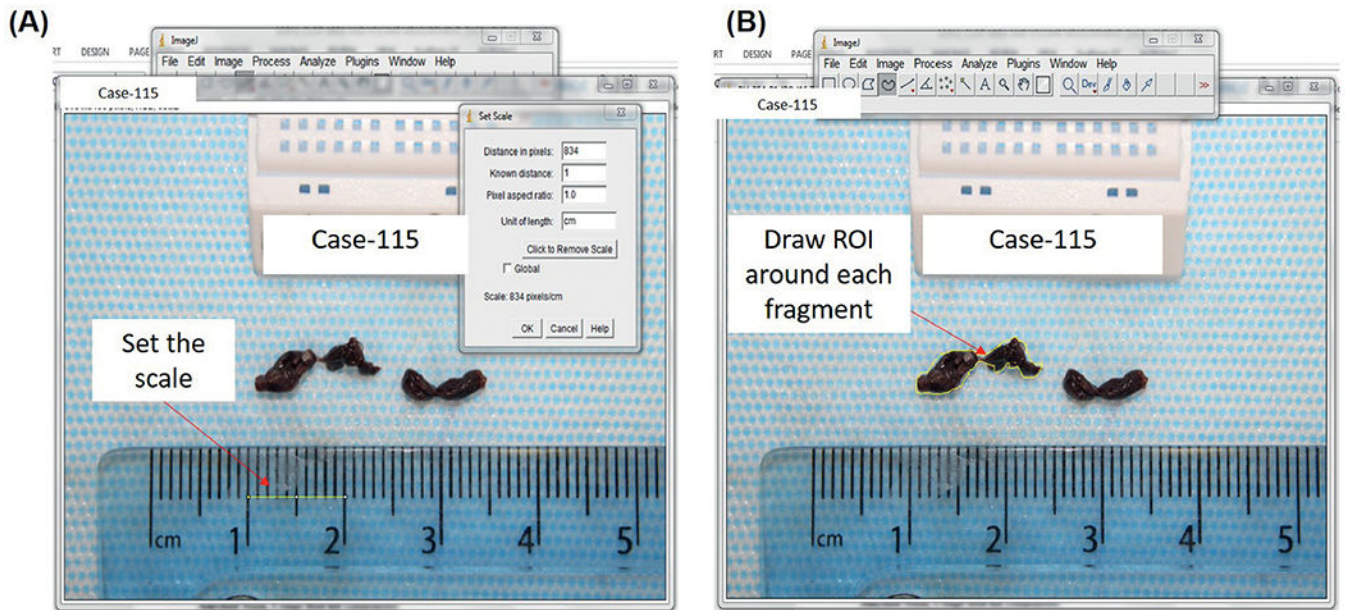 (A)
RT DESIGN PAGE
ImageJ
File Edit Image Process Analyze Plugins Window Help
Case-115
Set Scale
Distance in pixels: 834
Known distance: 1
Pixel aspect ratio: 1.0
Unit of length: cm
Click to Remove Scale
Global
Scale: 834 pixels/cm
OK Cancel Help
Case-115
Set the
scale
cm 1 2 3 4 5
(B)
RT DESIGN PAGE
ImageJ
File Edit Image Process Analyze Plugins Window Help
A Dev >>
Case-115
Draw ROI
around each
fragment
Case-115
cm 1 2 3 4 5